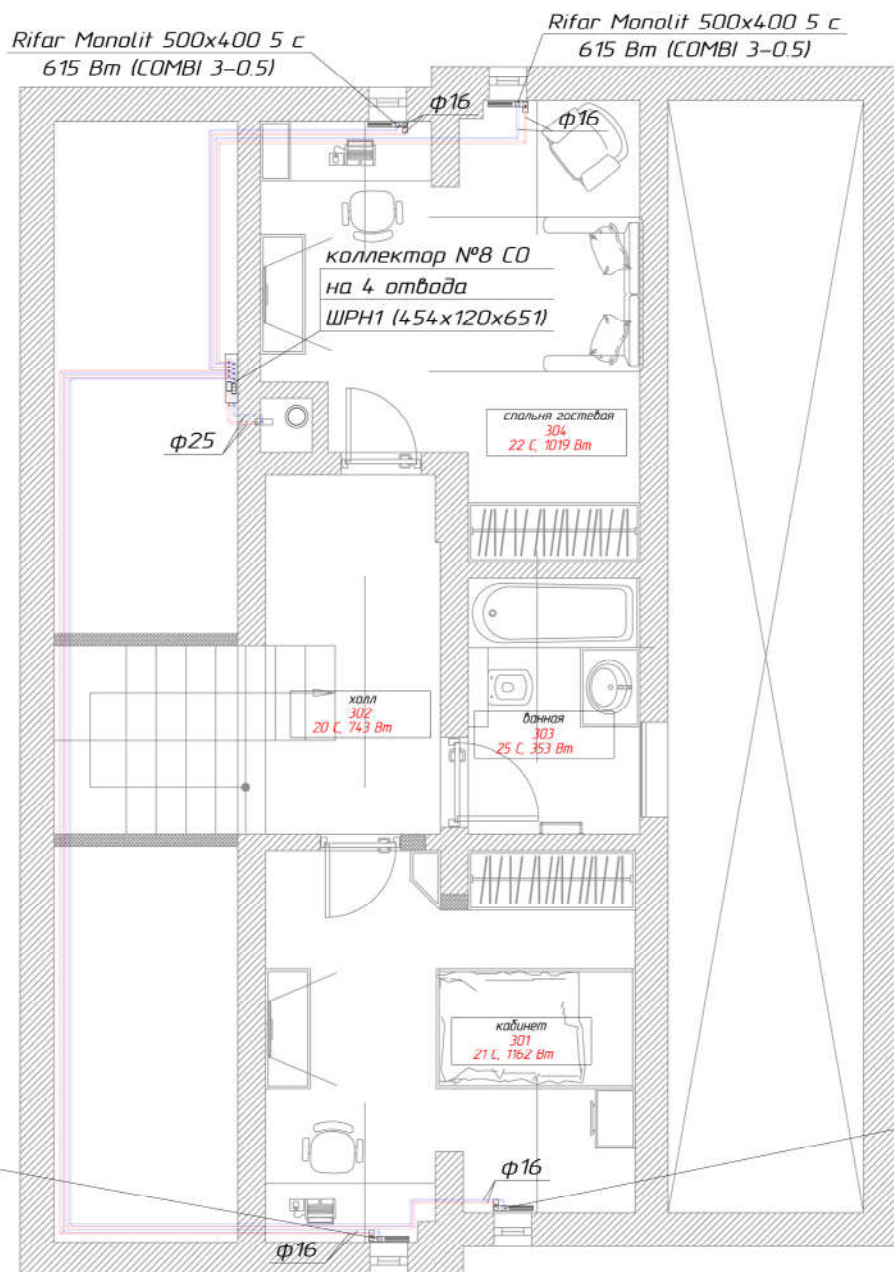 Rifar Monolit 500x400 5 с
615 Вт (COMBI 3-0.5)
Rifar Monolit 500x400 5 с
615 Вт (COMBI 3-0.5)
ф16
ф16
коллектор №8 СО
на 4 отвода
ШРН1 (454x120x651)
ф25
спальня гостевая
304
22 С, 1019 Вт
холл
302
20 С, 743 Вт
ванная
303
25 С, 353 Вт
кабинет
301
21 С, 1162 Вт
ф16
ф16